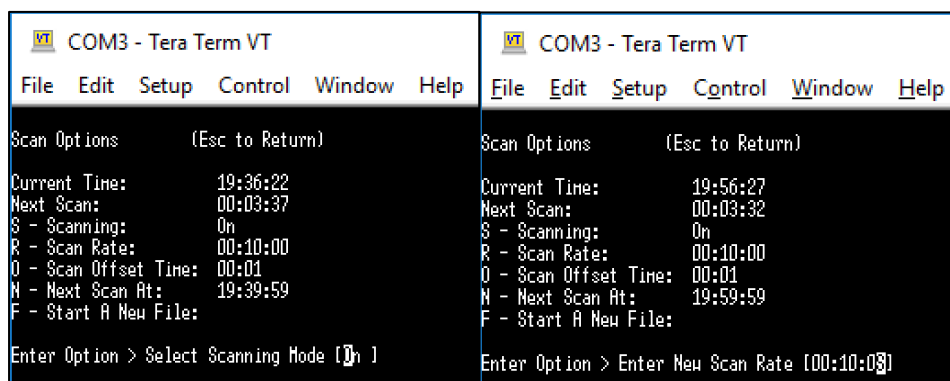 COM3 - Tera Term VT
File Edit Setup Control Window Help
Scan Options (Esc to Return)
Current Time: 19:36:22
Next Scan: 00:03:37
S - Scanning: On
R - Scan Rate: 00:10:00
O - Scan Offset Time: 00:01
N - Next Scan At: 19:39:59
F - Start A New File:
Enter Option > Select Scanning Mode [On ]
COM3 - Tera Term VT
File Edit Setup Control Window Help
Scan Options (Esc to Return)
Current Time: 19:56:27
Next Scan: 00:03:32
S - Scanning: On
R - Scan Rate: 00:10:00
O - Scan Offset Time: 00:01
N - Next Scan At: 19:59:59
F - Start A New File:
Enter Option > Enter New Scan Rate